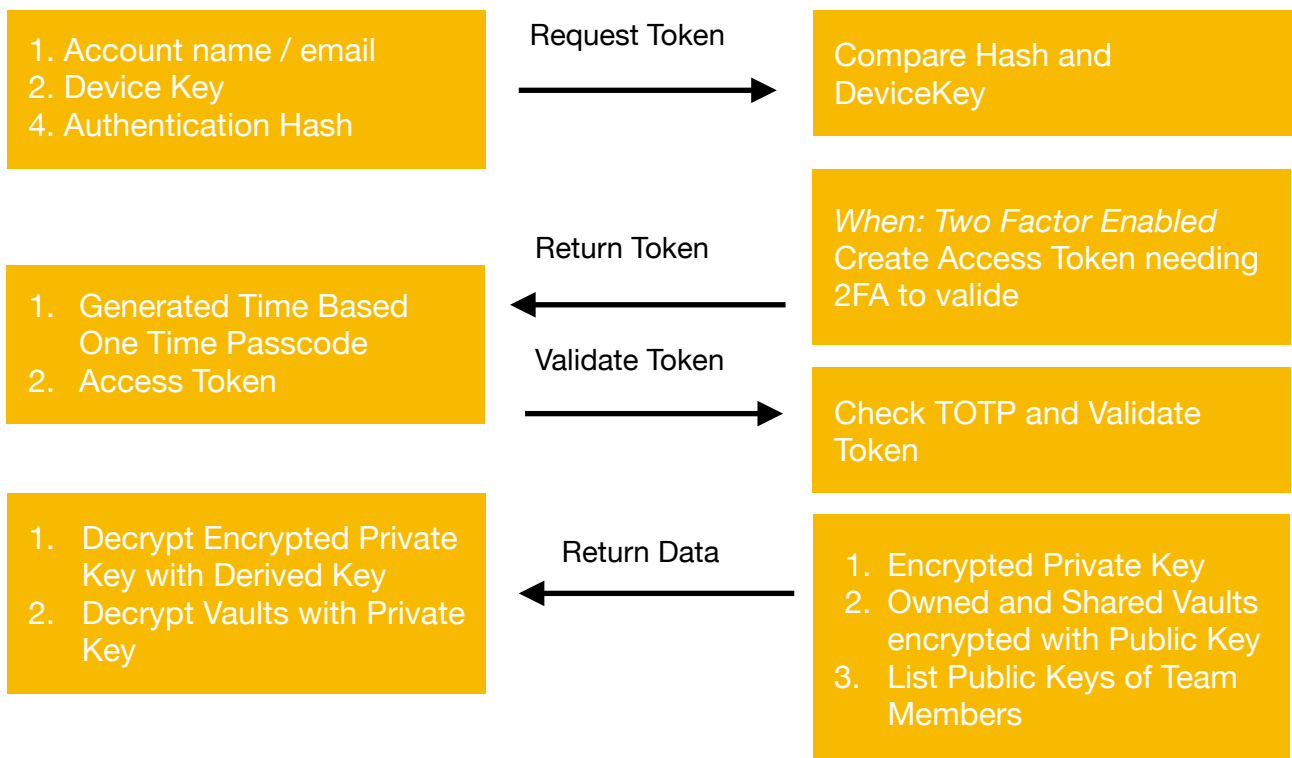 1. Account name / email
2. Device Key
4. Authentication Hash
Request Token
Compare Hash and
DeviceKey
When: Two Factor Enabled
Create Access Token needing
2FA to valide
Return Token
1. Generated Time Based
One Time Passcode
2. Access Token
Validate Token
Check TOTP and Validate
Token
1. Encrypted Private Key
2. Owned and Shared Vaults
encrypted with Public Key
3. List Public Keys of Team
Members
Return Data
1. Decrypt Encrypted Private
Key with Derived Key
2. Decrypt Vaults with Private
Key